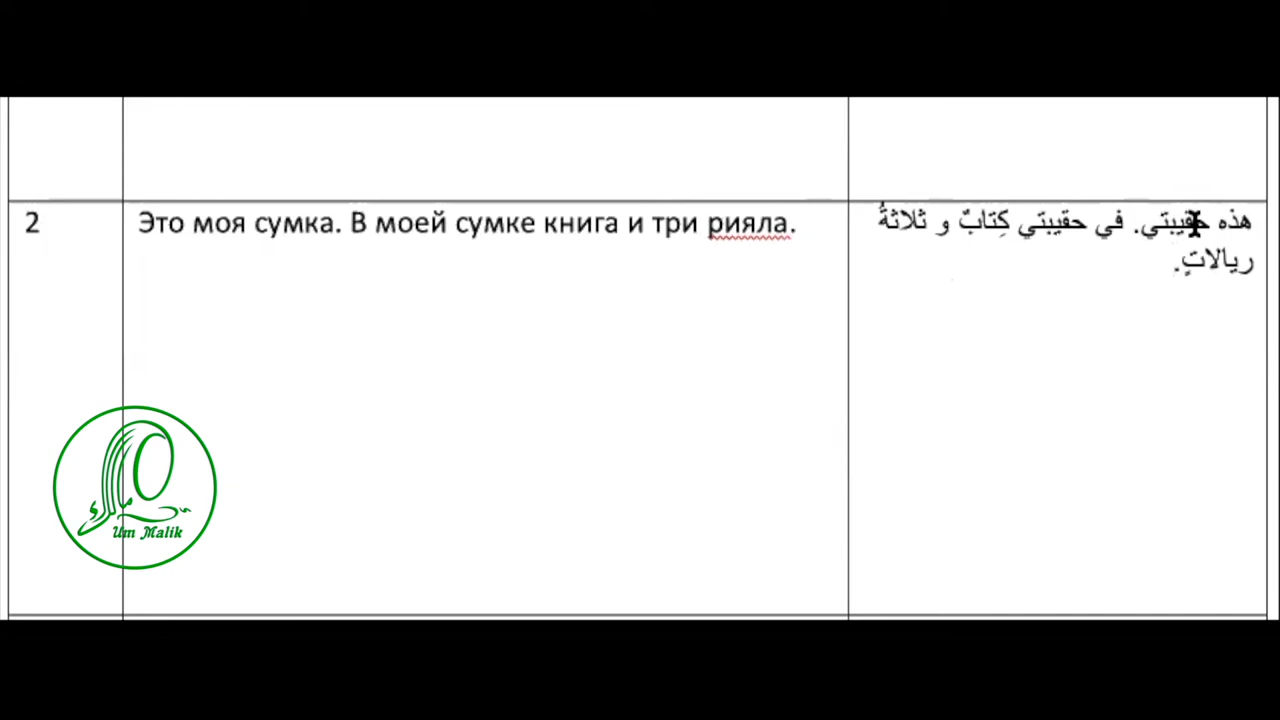 2
Это моя сумка. В моей сумке книга и три рияла.
هذه حقيبتي. في حقيبتي كِتابٌ و ثلاثةُ
ريالاتٍ.
Um Malik